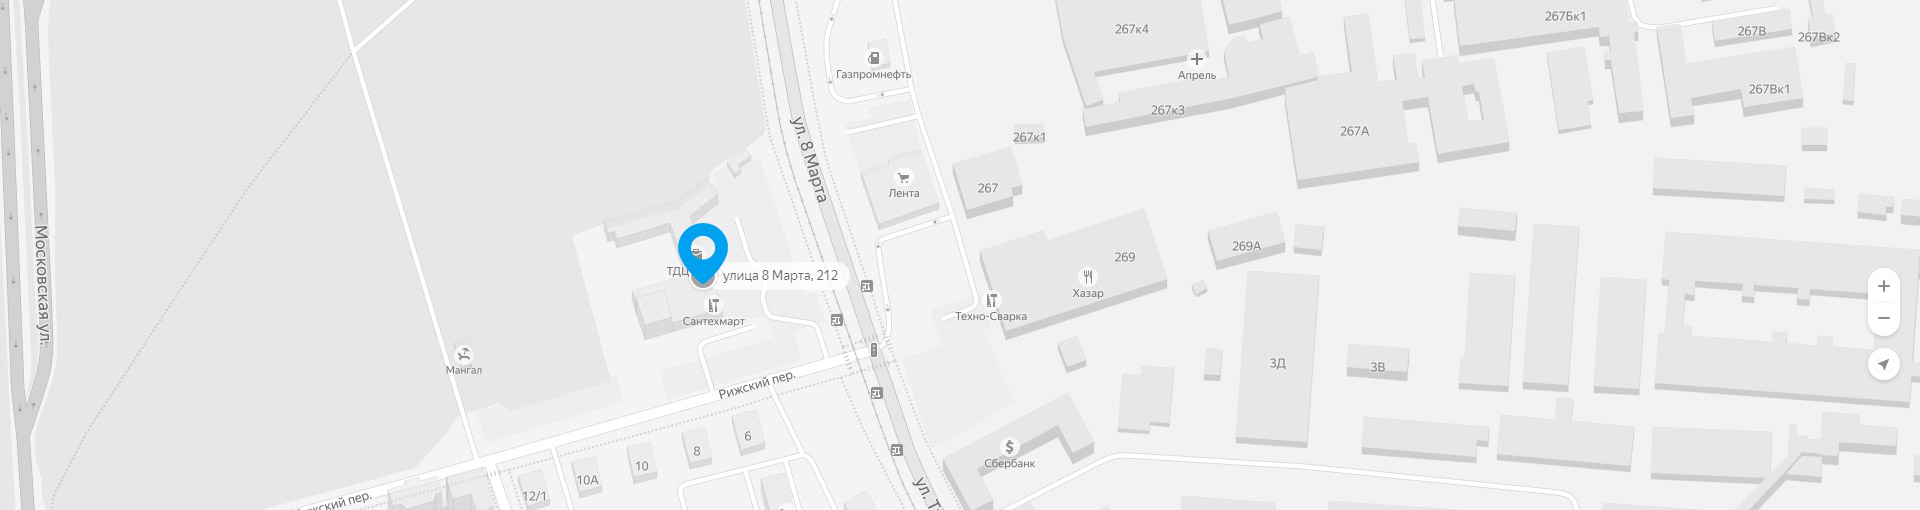 267к4
267Бк1
267В
267Вк2
Газпромнефть
Апрель
267к3
267Вк1
267А
267к1
ул. 8 Марта
Лента
267
Московская ул.
269А
269
ТДЦ
улица 8 Марта, 212
Хазар
Сантехмарт
Техно-Сварка
Мангал
3Д
3В
Рижский пер.
6
8
10
10А
12/1
Сбербанк
ул. Т
жский пер.